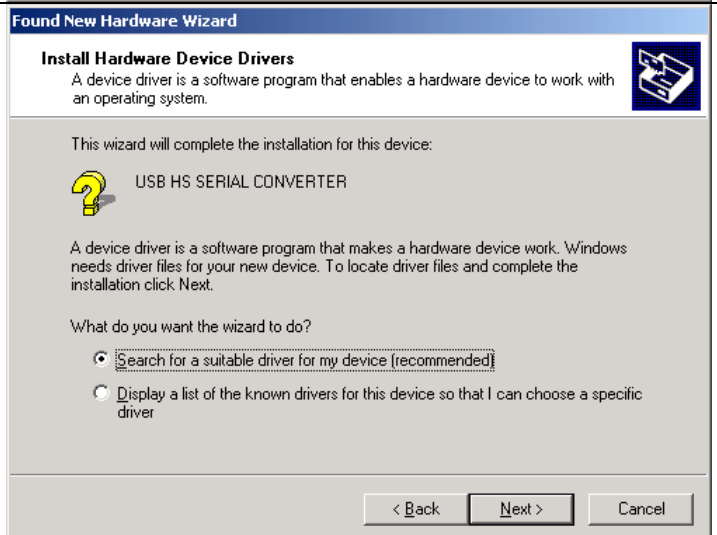 Found New Hardware Wizard
Install Hardware Device Drivers
A device driver is a software program that enables a hardware device to work with
an operating system.
This wizard will complete the installation for this device:
USB HS SERIAL CONVERTER
A device driver is a software program that makes a hardware device work. Windows
needs driver files for your new device. To locate driver files and complete the
installation click Next.
What do you want the wizard to do?
Search for a suitable driver for my device (recommended)
Display a list of the known drivers for this device so that I can choose a specific
driver
< Back Next > Cancel